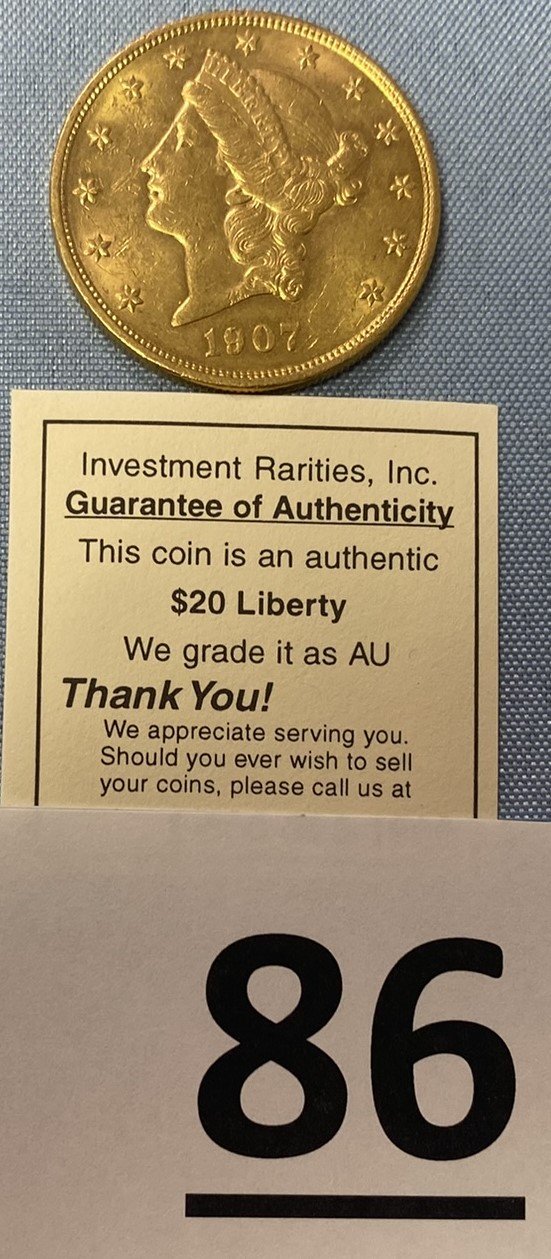 LIBERTY
1907
Investment Rarities, Inc.
Guarantee of Authenticity
This coin is an authentic
$20 Liberty
We grade it as AU
Thank You!
We appreciate serving you.
Should you ever wish to sell
your coins, please call us at
86